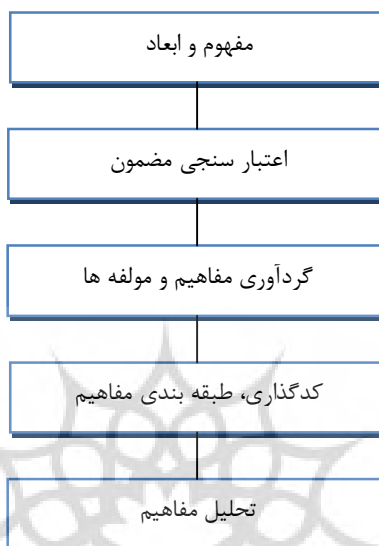 مفهوم و ابعاد
اعتبار سنجی مضمون
گردآوری مفاهیم و مولفه ها
کدگذاری، طبقه بندی مفاهیم
تحلیل مفاهیم